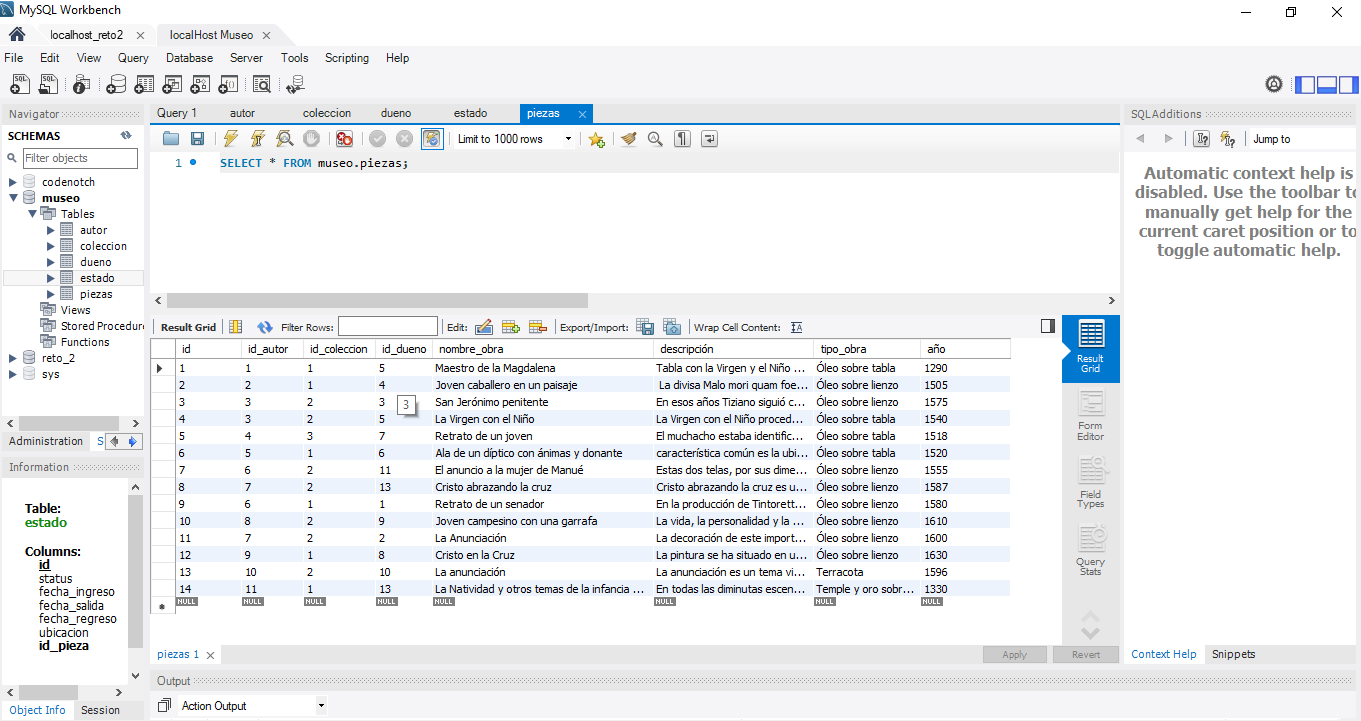 MySQL Workbench
localhost_reto2 × localHost Museo ×
File Edit View Query Database Server Tools Scripting Help
Navigator
SCHEMAS
Filter objects
codenotch
museo
Tables
autor
coleccion
dueno
estado
piezas
Views
Stored Procedure
Functions
reto_2
sys
Administration S
Information
Table:
estado
Columns:
id
status
fecha_ingreso
fecha_salida
fecha_regreso
ubicacion
id_pieza
Object Info Session
Query 1 autor coleccion dueno estado piezas ×
Limit to 1000 rows
1 SELECT * FROM museo.piezas;
Result Grid Filter Rows: Edit: Export/Import: Wrap Cell Content:
id id_autor id_coleccion id_dueno nombre_obra descripción tipo_obra año
1 1 1 5 Maestro de la Magdalena Tabla con la Virgen y el Niño ... Óleo sobre tabla 1290
2 2 1 4 Joven caballero en un paisaje La divisa Malo mori quam foe... Óleo sobre lienzo 1505
3 3 2 3 San Jerónimo penitente En esos años Tiziano siguió c... Óleo sobre lienzo 1575
3
4 3 2 5 La Virgen con el Niño La Virgen con el Niño proced... Óleo sobre tabla 1540
5 4 3 7 Retrato de un joven El muchacho estaba identific... Óleo sobre tabla 1518
6 5 1 6 Ala de un díptico con ánimas y donante característica común es la ubi... Óleo sobre tabla 1520
7 6 2 11 El anuncio a la mujer de Manué Estas dos telas, por sus dime... Óleo sobre lienzo 1555
8 7 2 13 Cristo abrazando la cruz Cristo abrazando la cruz es u... Óleo sobre lienzo 1587
9 6 1 1 Retrato de un senador En la producción de Tintorett... Óleo sobre lienzo 1580
10 8 2 9 Joven campesino con una garrafa La vida, la personalidad y la ... Óleo sobre lienzo 1610
11 7 2 2 La Anunciación La decoración de este import... Óleo sobre lienzo 1600
12 9 1 8 Cristo en la Cruz La pintura se ha situado en u... Óleo sobre lienzo 1630
13 10 2 10 La anunciación La anunciación es un tema vi... Terracota 1596
14 11 1 13 La Natividad y otros temas de la infancia ... En todas las diminutas escen... Temple y oro sobr... 1330
NULL NULL NULL NULL NULL NULL NULL NULL
Result
Grid
Form
Editor
Field
Types
Query
Stats
piezas 1 × Apply Revert
Output
Action Output
SQLAdditions
Jump to
Automatic context help is
disabled. Use the toolbar to
manually get help for the
current caret position or to
toggle automatic help.
Context Help Snippets